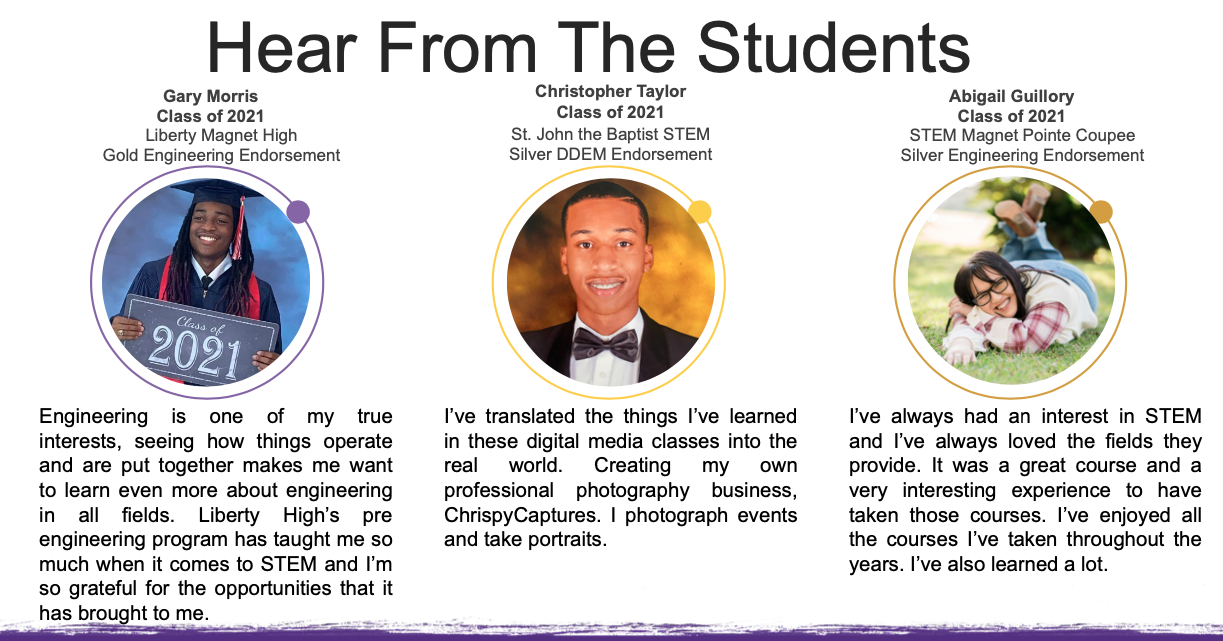 Hear From The Students
Gary Morris
Class of 2021
Liberty Magnet High
Gold Engineering Endorsement
Class of
2021
Engineering is one of my true
interests, seeing how things operate
and are put together makes me want
to learn even more about engineering
in all fields. Liberty High’s pre
engineering program has taught me so
much when it comes to STEM and I’m
so grateful for the opportunities that it
has brought to me.
Christopher Taylor
Class of 2021
St. John the Baptist STEM
Silver DDEM Endorsement
I’ve translated the things I’ve learned
in these digital media classes into the
real world. Creating my own
professional photography business,
ChrispyCaptures. I photograph events
and take portraits.
Abigail Guillory
Class of 2021
STEM Magnet Pointe Coupee
Silver Engineering Endorsement
I’ve always had an interest in STEM
and I’ve always loved the fields they
provide. It was a great course and a
very interesting experience to have
taken those courses. I’ve enjoyed all
the courses I’ve taken throughout the
years. I’ve also learned a lot.